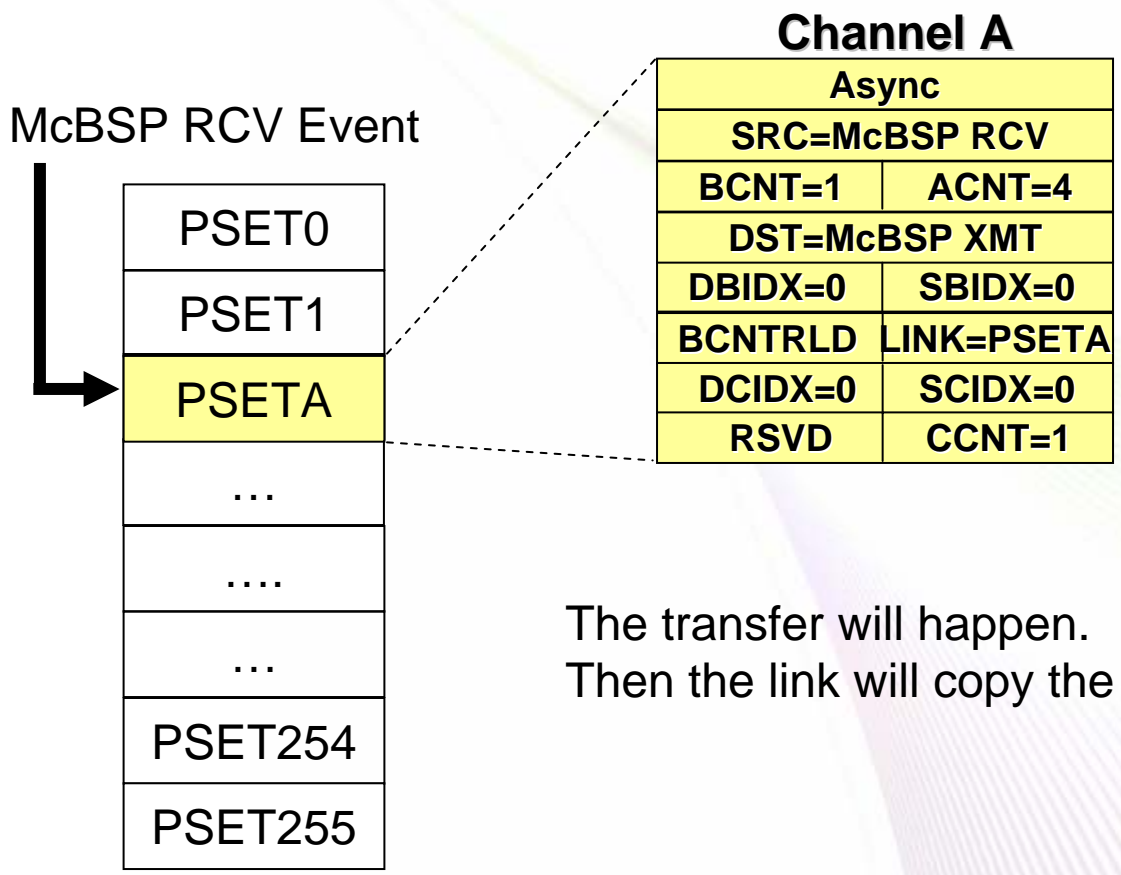 Channel A
Async
SRC=McBSP RCV
BCNT=1 ACNT=4
DST=McBSP XMT
DBIDX=0 SBIDX=0
BCNTRLD LINK=PSETA
DCIDX=0 SCIDX=0
RSVD CCNT=1
McBSP RCV Event
PSET0
PSET1
PSETA
…
….
…
PSET254
PSET255
The transfer will happen.
Then the link will copy the